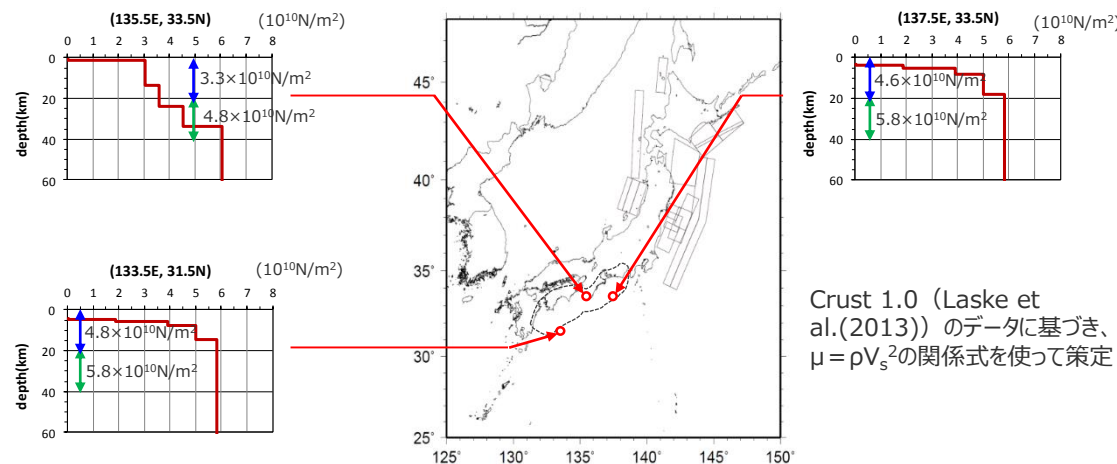 (135.5E, 33.5N)
(10¹⁰N/m²)
0 1 2 3 4 5 6 7 8
0
20
40
60
depth(km)
3.3×10¹⁰N/m²
4.8×10¹⁰N/m²
(133.5E, 31.5N)
(10¹⁰N/m²)
0 1 2 3 4 5 6 7 8
0
20
40
60
depth(km)
4.8×10¹⁰N/m²
5.8×10¹⁰N/m²
45˚
40˚
35˚
30˚
25˚
125˚ 130˚ 135˚ 140˚ 145˚ 150˚
(137.5E, 33.5N)
(10¹⁰N/m²)
0 1 2 3 4 5 6 7 8
0
20
40
60
depth(km)
4.6×10¹⁰N/m²
5.8×10¹⁰N/m²
Crust 1.0（Laske et
al.(2013)）のデータに基づき、
μ＝ρVₛ²の関係式を使って策定